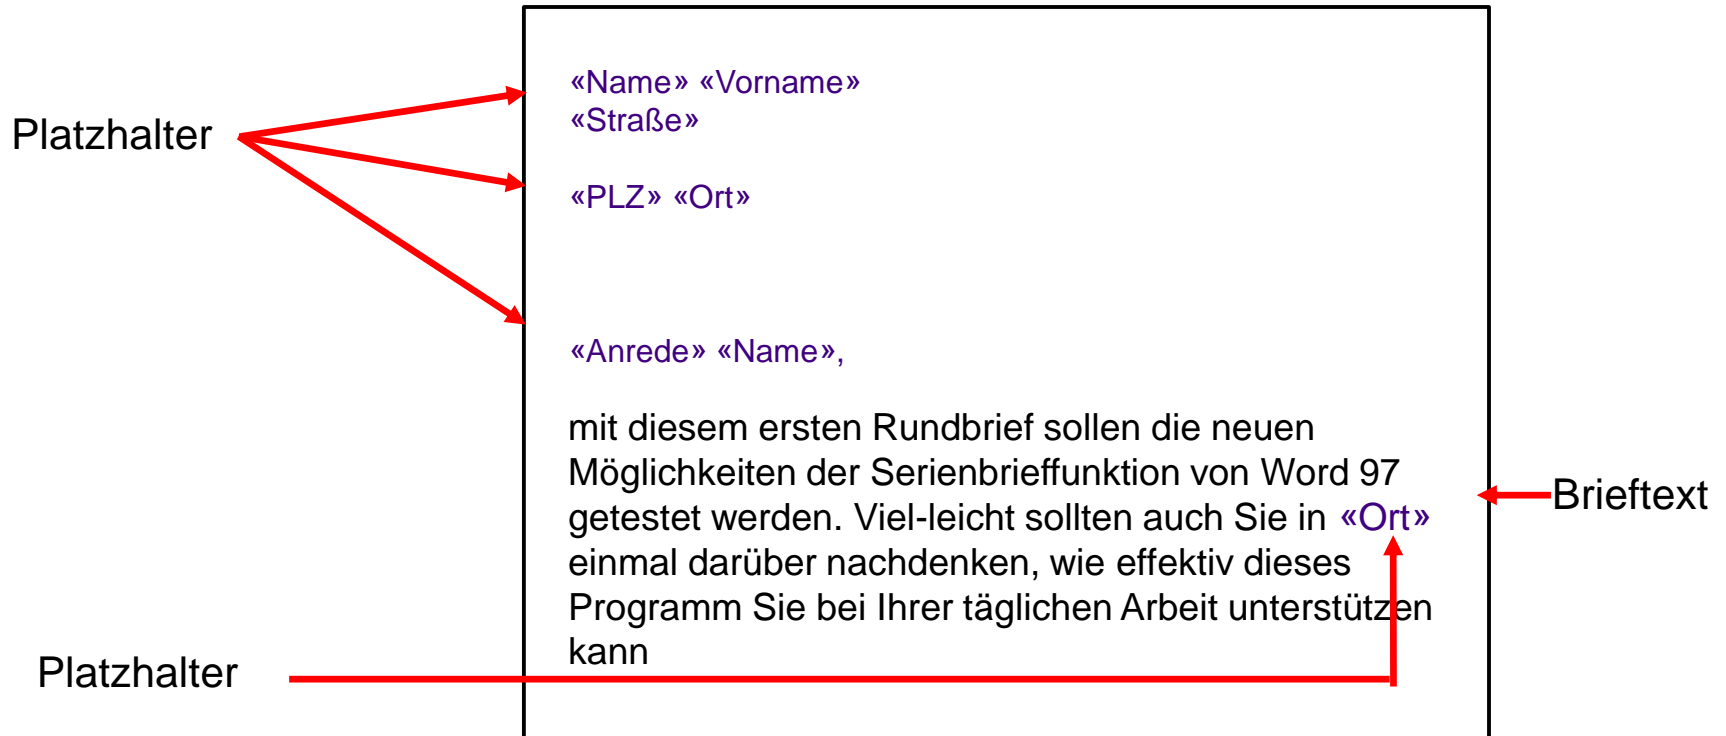 «Name» «Vorname»
«Straße»
Platzhalter
«PLZ» «Ort»
«Anrede» «Name»,
mit diesem ersten Rundbrief sollen die neuen
Möglichkeiten der Serienbrieffunktion von Word 97
getestet werden. Viel-leicht sollten auch Sie in «Ort»
einmal darüber nachdenken, wie effektiv dieses
Programm Sie bei Ihrer täglichen Arbeit unterstützen
kann
Brieftext
Platzhalter